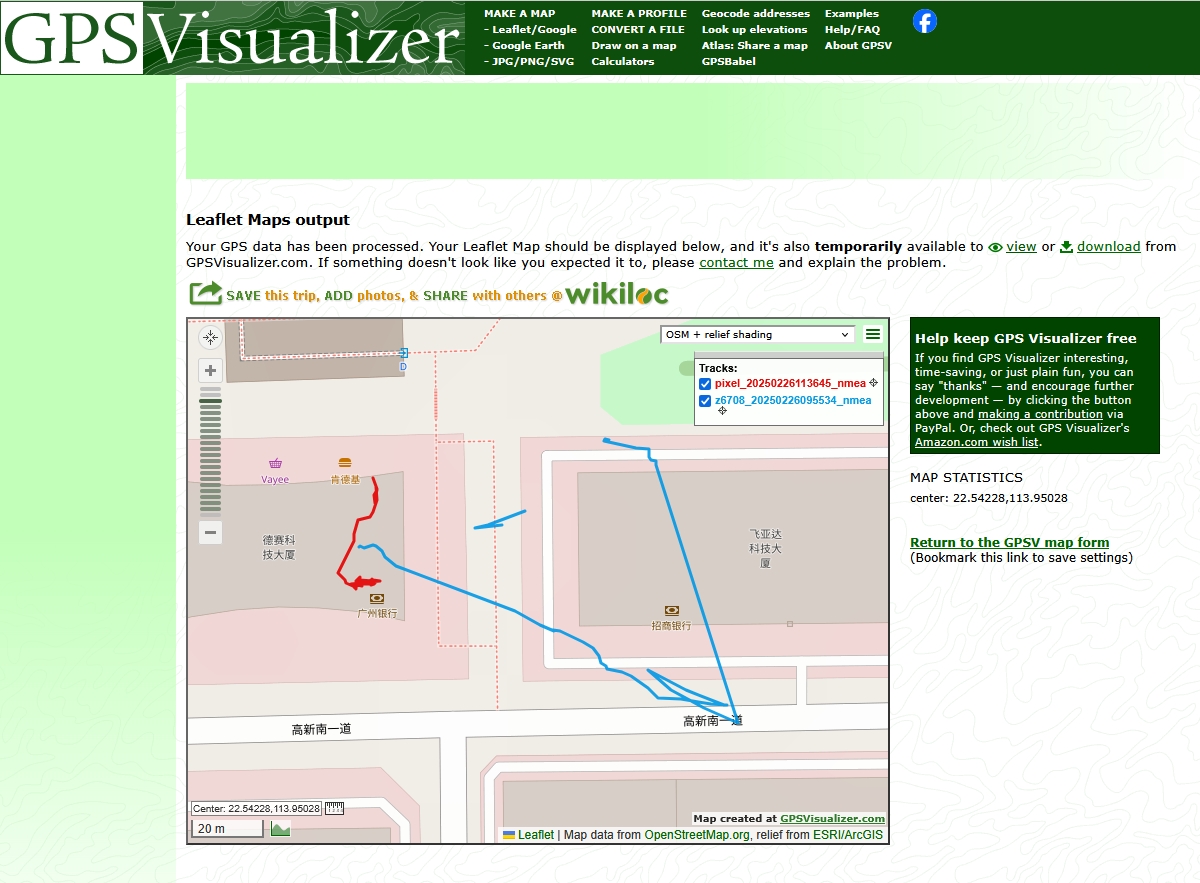 GPSVisualizer
MAKE A MAP
- Leaflet/Google
- Google Earth
- JPG/PNG/SVG
MAKE A PROFILE
CONVERT A FILE
Draw on a map
Calculators
Geocode addresses
Look up elevations
Atlas: Share a map
GPSBabel
Examples
Help/FAQ
About GPSV
Leaflet Maps output
Your GPS data has been processed. Your Leaflet Map should be displayed below, and it's also temporarily available to view or download from
GPSVisualizer.com. If something doesn't look like you expected it to, please contact me and explain the problem.
SAVE this trip, ADD photos, & SHARE with others @ wikiloc
OSM + relief shading
Tracks:
pixel_20250226113645_nmea
z6708_20250226095534_nmea
D
Vayee
肯德基
德赛科
技大厦
广州银行
飞亚达
科技大
厦
招商银行
高新南一道
高新南一道
Center: 22.54228,113.95028
20 m
Map created at GPSVisualizer.com
Leaflet | Map data from OpenStreetMap.org, relief from ESRI/ArcGIS
Help keep GPS Visualizer free
If you find GPS Visualizer interesting,
time-saving, or just plain fun, you can
say "thanks" — and encourage further
development — by clicking the button
above and making a contribution via
PayPal. Or, check out GPS Visualizer's
Amazon.com wish list.
MAP STATISTICS
center: 22.54228,113.95028
Return to the GPSV map form
(Bookmark this link to save settings)